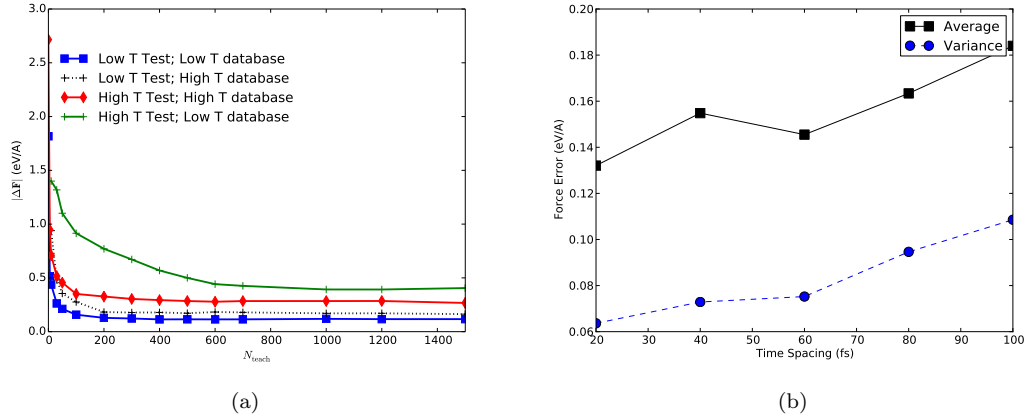 3.0
2.5
2.0
1.5
1.0
0.5
0.0
|ΔF| (eV/A)
Low T Test; Low T database
Low T Test; High T database
High T Test; High T database
High T Test; Low T database
0 200 400 600 800 1000 1200 1400
N_teach
(a)
0.20
0.18
0.16
0.14
0.12
0.10
0.08
0.06
Force Error (eV/A)
Average
Variance
20 30 40 50 60 70 80 90 100
Time Spacing (fs)
(b)